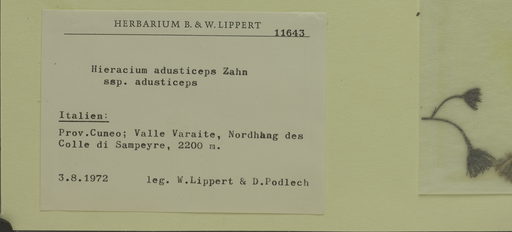 HERBARIUM B. & W. LIPPERT
11643
Hieracium adusticeps Zahn
ssp. adusticeps
Italien:
Prov.Cuneo; Valle Varaite, Nordhang des
Colle di Sampeyre, 2200 m.
3.8.1972 leg. W.Lippert & D.Podlech